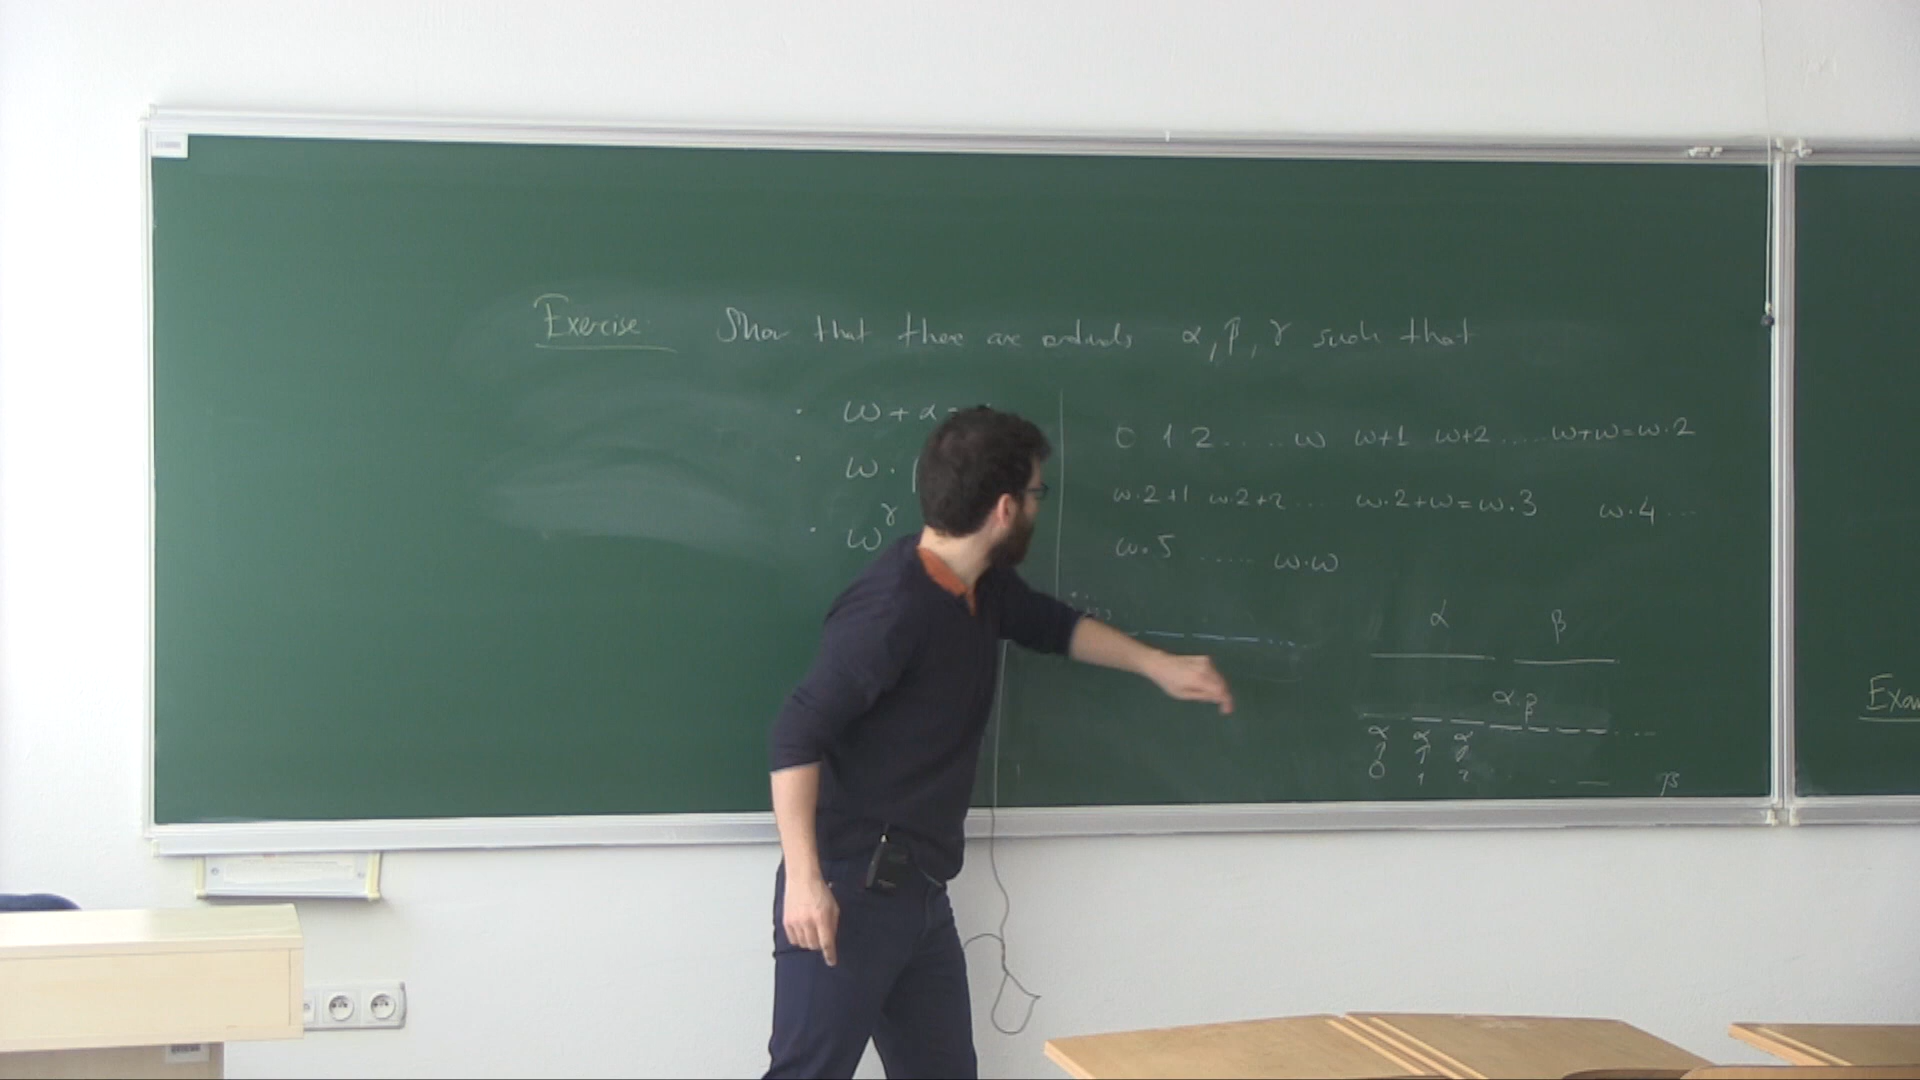 Exercise: Show that there are ordinals α, β, γ such that
· ω + α =
· ω ·
· ω^γ
0 1 2 ..... ω ω+1 ω+2 ..... ω+ω=ω·2
ω·2+1 ω·2+2 ... ω·2+ω=ω·3 ω·4 ...
ω·5 ..... ω·ω
α β
α·β
α α α
↑ ↑ ↑
0 1 2 β
Exa